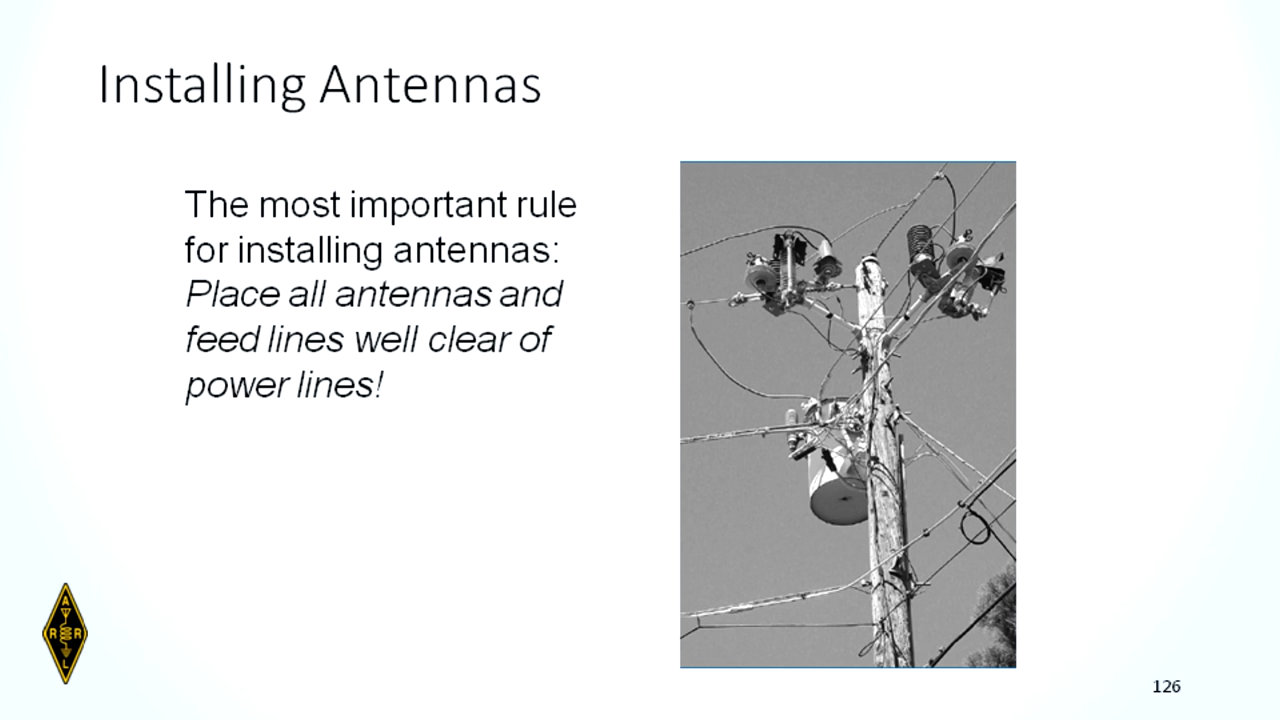 Installing Antennas
The most important rule
for installing antennas:
Place all antennas and
feed lines well clear of
power lines!
A
R R
L
126